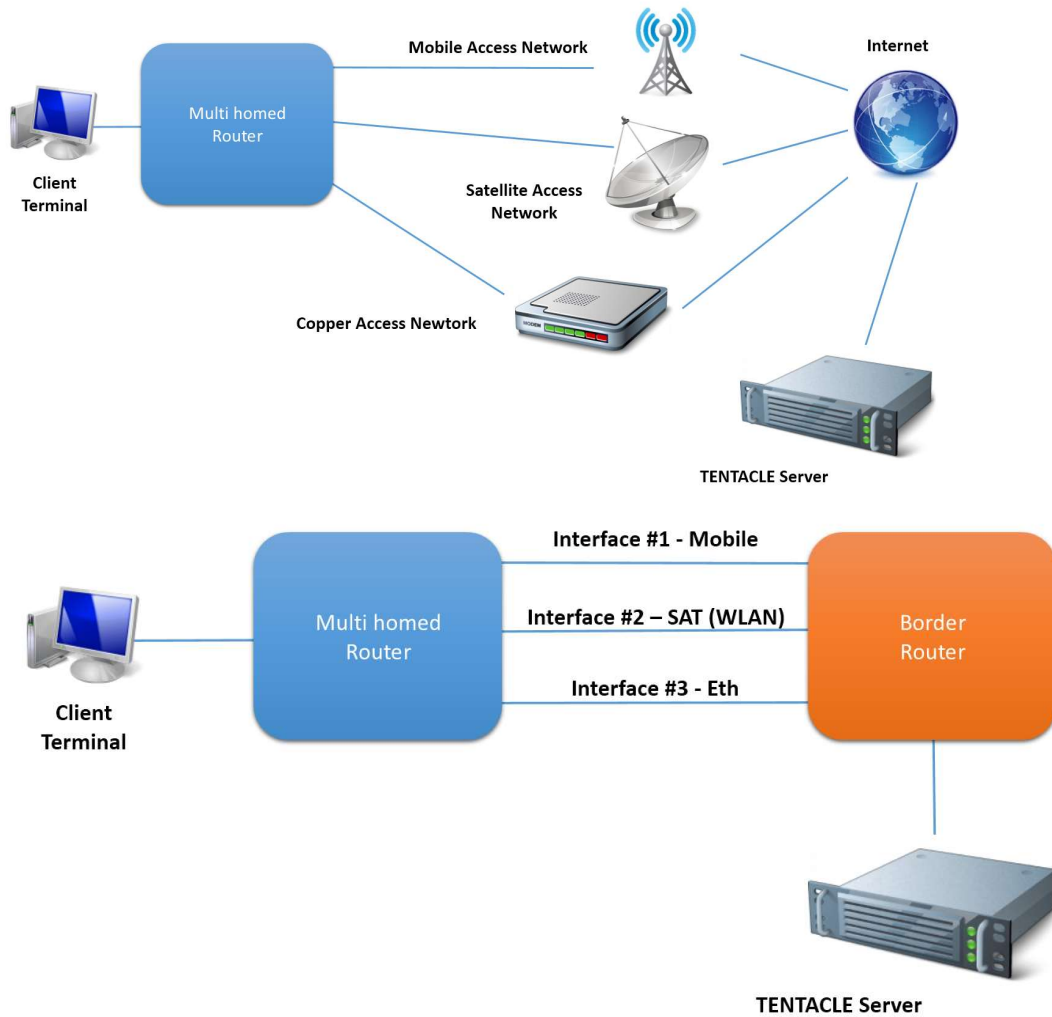 Mobile Access Network
Internet
Multi homed
Router
Client
Terminal
Satellite Access
Network
Copper Access Newtork
MODEM
TENTACLE Server
Interface #1 - Mobile
Interface #2 – SAT (WLAN)
Interface #3 - Eth
Multi homed
Router
Border
Router
Client
Terminal
TENTACLE Server